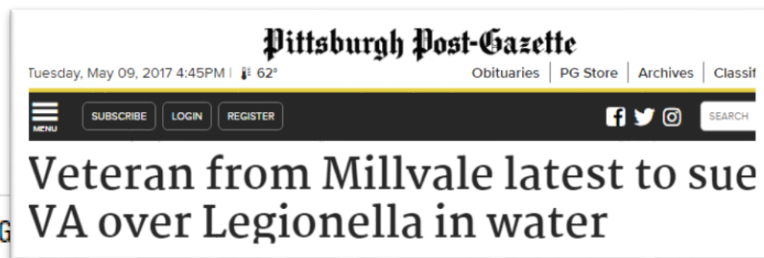 Pittsburgh Post-Gazette
Tuesday, May 09, 2017 4:45PM | 62°
Obituaries | PG Store | Archives | Classif
MENU SUBSCRIBE LOGIN REGISTER SEARCH
Veteran from Millvale latest to sue
VA over Legionella in water
G